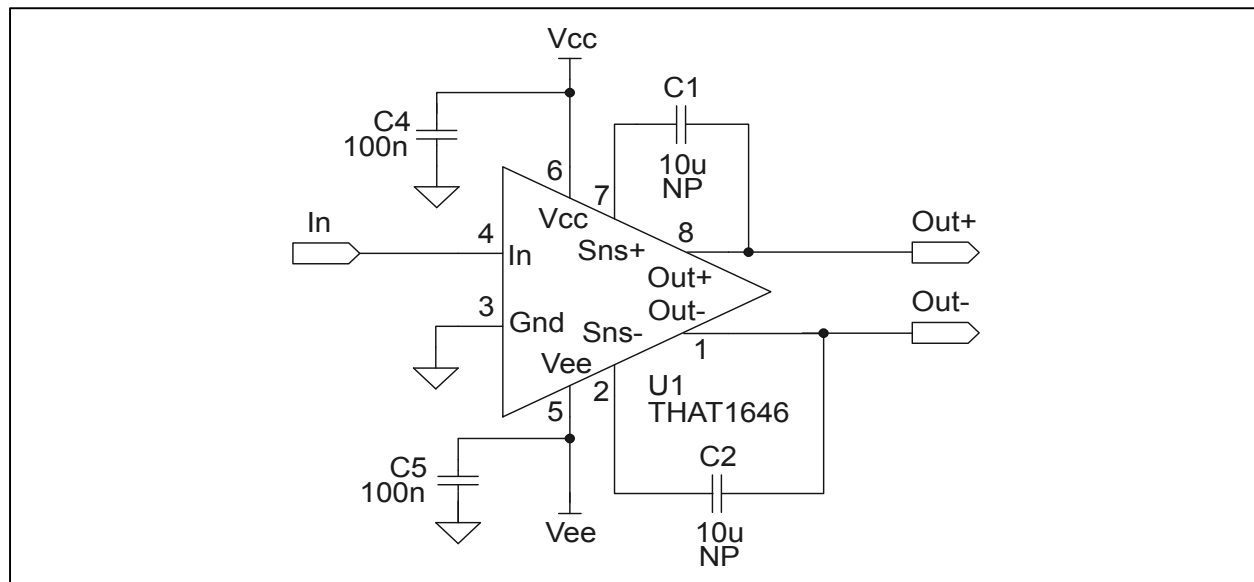 Vcc
C4
100n
C1
10u
NP
6
7
Vcc
In
4
In
Sns+
8
Out+
Out+
Out-
Out-
3
Gnd
Sns-
1
Vee
2
5
U1
THAT1646
C5
100n
C2
Vee
10u
NP